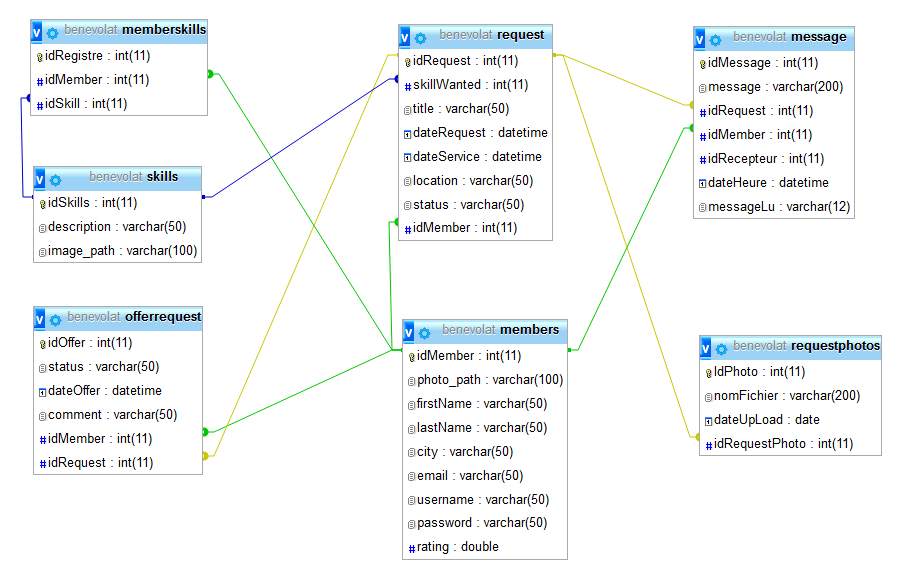 benevolat memberskills
idRegistre : int(11)
idMember : int(11)
idSkill : int(11)
benevolat skills
idSkills : int(11)
description : varchar(50)
image_path : varchar(100)
benevolat offerrequest
idOffer : int(11)
status : varchar(50)
dateOffer : datetime
comment : varchar(50)
idMember : int(11)
idRequest : int(11)
benevolat request
idRequest : int(11)
skillWanted : int(11)
title : varchar(50)
dateRequest : datetime
dateService : datetime
location : varchar(50)
status : varchar(50)
idMember : int(11)
benevolat members
idMember : int(11)
photo_path : varchar(100)
firstName : varchar(50)
lastName : varchar(50)
city : varchar(50)
email : varchar(50)
username : varchar(50)
password : varchar(50)
rating : double
benevolat message
idMessage : int(11)
message : varchar(200)
idRequest : int(11)
idMember : int(11)
idRecepteur : int(11)
dateHeure : datetime
messageLu : varchar(12)
benevolat requestphotos
IdPhoto : int(11)
nomFichier : varchar(200)
dateUpLoad : date
idRequestPhoto : int(11)